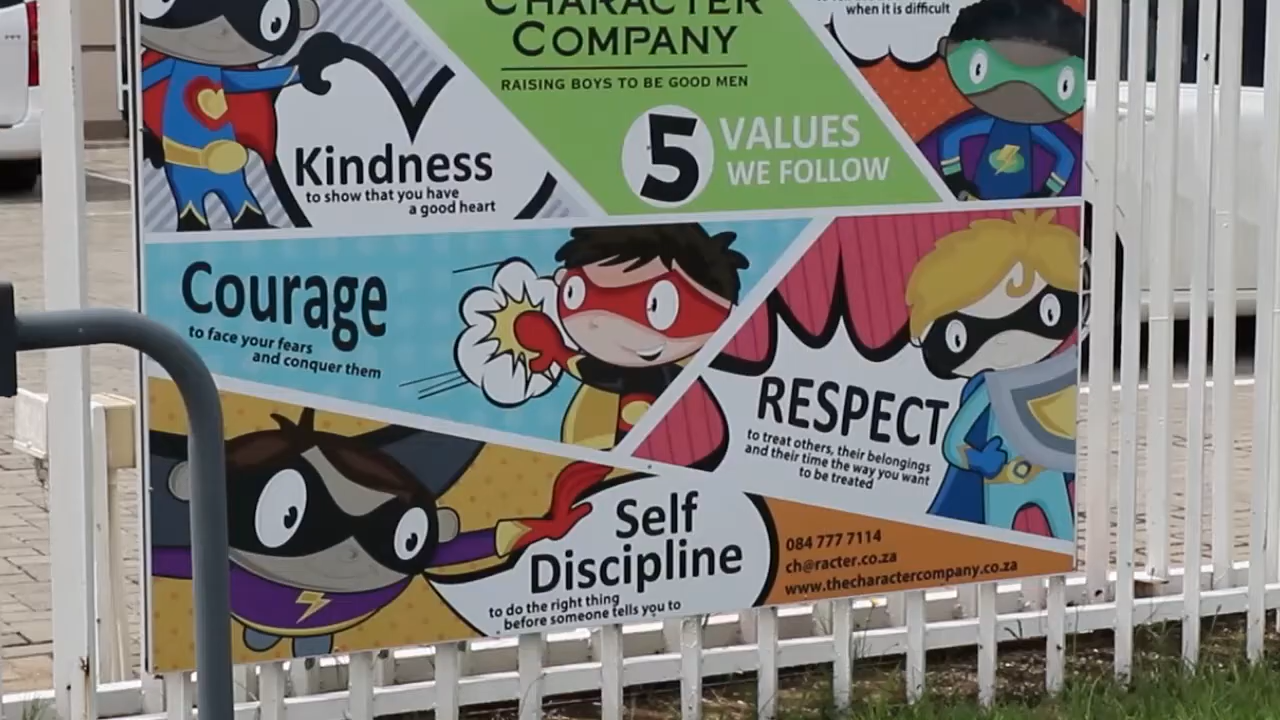 CHARACTER
COMPANY
RAISING BOYS TO BE GOOD MEN
5 VALUES
WE FOLLOW
when it is difficult
Kindness
to show that you have
a good heart
Courage
to face your fears
and conquer them
RESPECT
to treat others, their belongings
and their time the way you want
to be treated
Self
Discipline
to do the right thing
before someone tells you to
084 777 7114
ch@racter.co.za
www.thecharactercompany.co.za